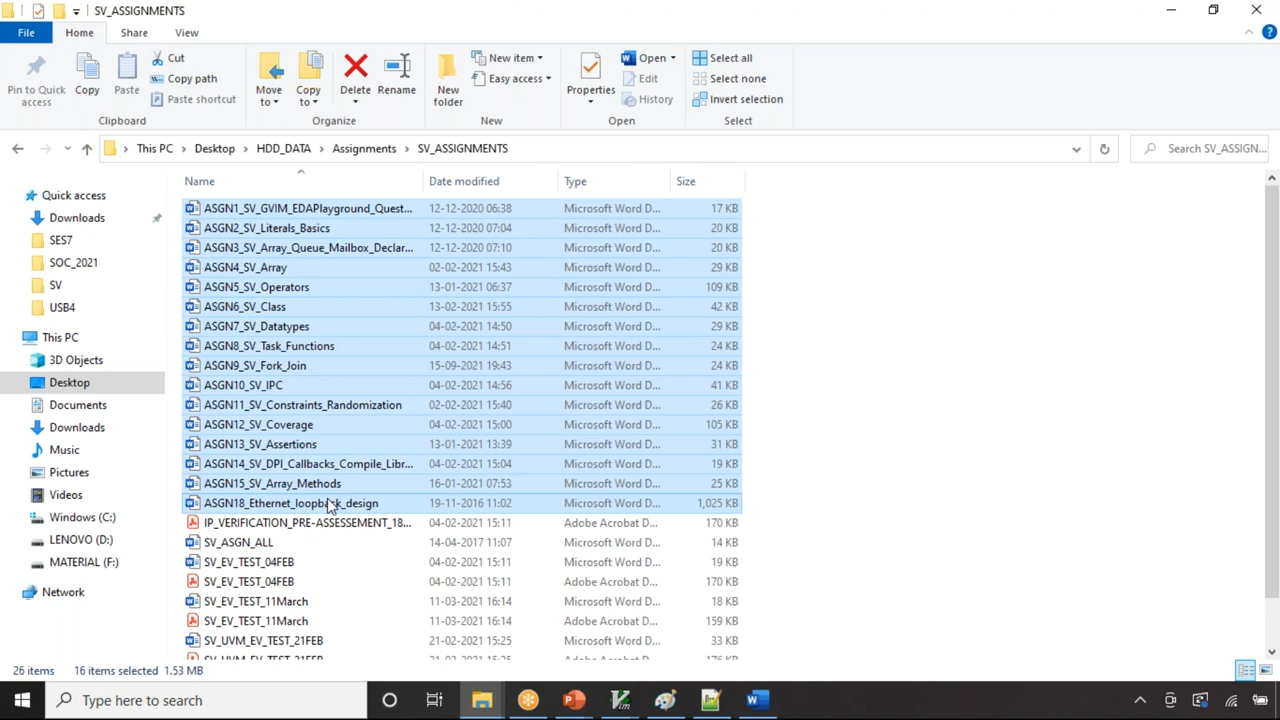 SV_ASSIGNMENTS
File Home Share View
Pin to Quick access
Copy
Paste
Cut
Copy path
Paste shortcut
Clipboard
Move to
Copy to
Delete
Rename
Organize
New folder
New item
Easy access
New
Properties
Open
Edit
History
Open
Select all
Select none
Invert selection
Select
This PC > Desktop > HDD_DATA > Assignments > SV_ASSIGNMENTS
Search SV_ASSIGN...
Name Date modified Type Size
Quick access
Downloads
SES7
SOC_2021
SV
USB4
This PC
3D Objects
Desktop
Documents
Downloads
Music
Pictures
Videos
Windows (C:)
LENOVO (D:)
MATERIAL (F:)
Network
ASGN1_SV_GVIM_EDAPlayground_Quest... 12-12-2020 06:38 Microsoft Word D... 17 KB
ASGN2_SV_Literals_Basics 12-12-2020 07:04 Microsoft Word D... 20 KB
ASGN3_SV_Array_Queue_Mailbox_Declar... 12-12-2020 07:10 Microsoft Word D... 20 KB
ASGN4_SV_Array 02-02-2021 15:43 Microsoft Word D... 29 KB
ASGN5_SV_Operators 13-01-2021 06:37 Microsoft Word D... 109 KB
ASGN6_SV_Class 13-02-2021 15:55 Microsoft Word D... 42 KB
ASGN7_SV_Datatypes 04-02-2021 14:50 Microsoft Word D... 29 KB
ASGN8_SV_Task_Functions 04-02-2021 14:51 Microsoft Word D... 24 KB
ASGN9_SV_Fork_Join 15-09-2021 19:43 Microsoft Word D... 24 KB
ASGN10_SV_IPC 04-02-2021 14:56 Microsoft Word D... 41 KB
ASGN11_SV_Constraints_Randomization 02-02-2021 15:40 Microsoft Word D... 26 KB
ASGN12_SV_Coverage 04-02-2021 15:00 Microsoft Word D... 105 KB
ASGN13_SV_Assertions 13-01-2021 13:39 Microsoft Word D... 31 KB
ASGN14_SV_DPI_Callbacks_Compile_Libr... 04-02-2021 15:04 Microsoft Word D... 19 KB
ASGN15_SV_Array_Methods 16-01-2021 07:53 Microsoft Word D... 25 KB
ASGN18_Ethernet_loopback_design 19-11-2016 11:02 Microsoft Word D... 1,025 KB
IP_VERIFICATION_PRE-ASSESSEMENT_18... 04-02-2021 15:11 Adobe Acrobat D... 170 KB
SV_ASGN_ALL 14-04-2017 11:07 Microsoft Word D... 14 KB
SV_EV_TEST_04FEB 04-02-2021 15:11 Microsoft Word D... 19 KB
SV_EV_TEST_04FEB 04-02-2021 15:11 Adobe Acrobat D... 170 KB
SV_EV_TEST_11March 11-03-2021 16:14 Microsoft Word D... 18 KB
SV_EV_TEST_11March 11-03-2021 16:14 Adobe Acrobat D... 159 KB
SV_UVM_EV_TEST_21FEB 21-02-2021 15:25 Microsoft Word D... 33 KB
26 items 16 items selected 1.53 MB
Type here to search